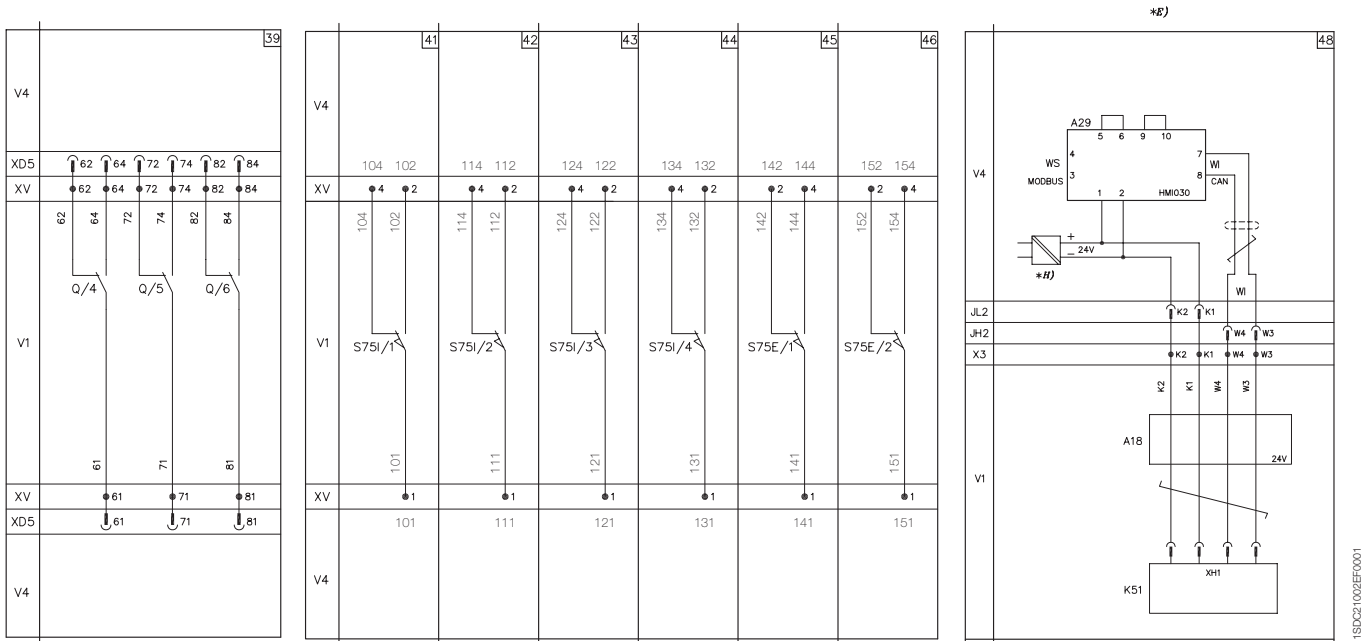 *E)
39
V4
XD5 62 64 72 74 82 84
XV 62 64 72 74 82 84
62 64 72 74 82 84
Q/4 Q/5 Q/6
V1
61 71 81
XV 61 71 81
XD5 61 71 81
V4
41 42 43 44 45 46
V4
104 102 114 112 124 122 134 132 142 144 152 154
XV 4 2 4 2 4 2 4 2 2 4 2 4
104 102 114 112 124 122 134 132 142 144 152 154
V1 S75I/1 S75I/2 S75I/3 S75I/4 S75E/1 S75E/2
101 111 121 131 141 151
XV 1 1 1 1 1 1
101 111 121 131 141 151
V4
48
A29
5 6 9 10
4 7
WS WI
3 8
MODBUS CAN
1 2 HMI030
V4
+
24V
–
*H)
WI
JL2 K2 K1
JH2 W4 W3
X3 K2 K1 W4 W3
K2 K1 W4 W3
A18
24V
V1
XH1
K51
1SDC21002EF0001